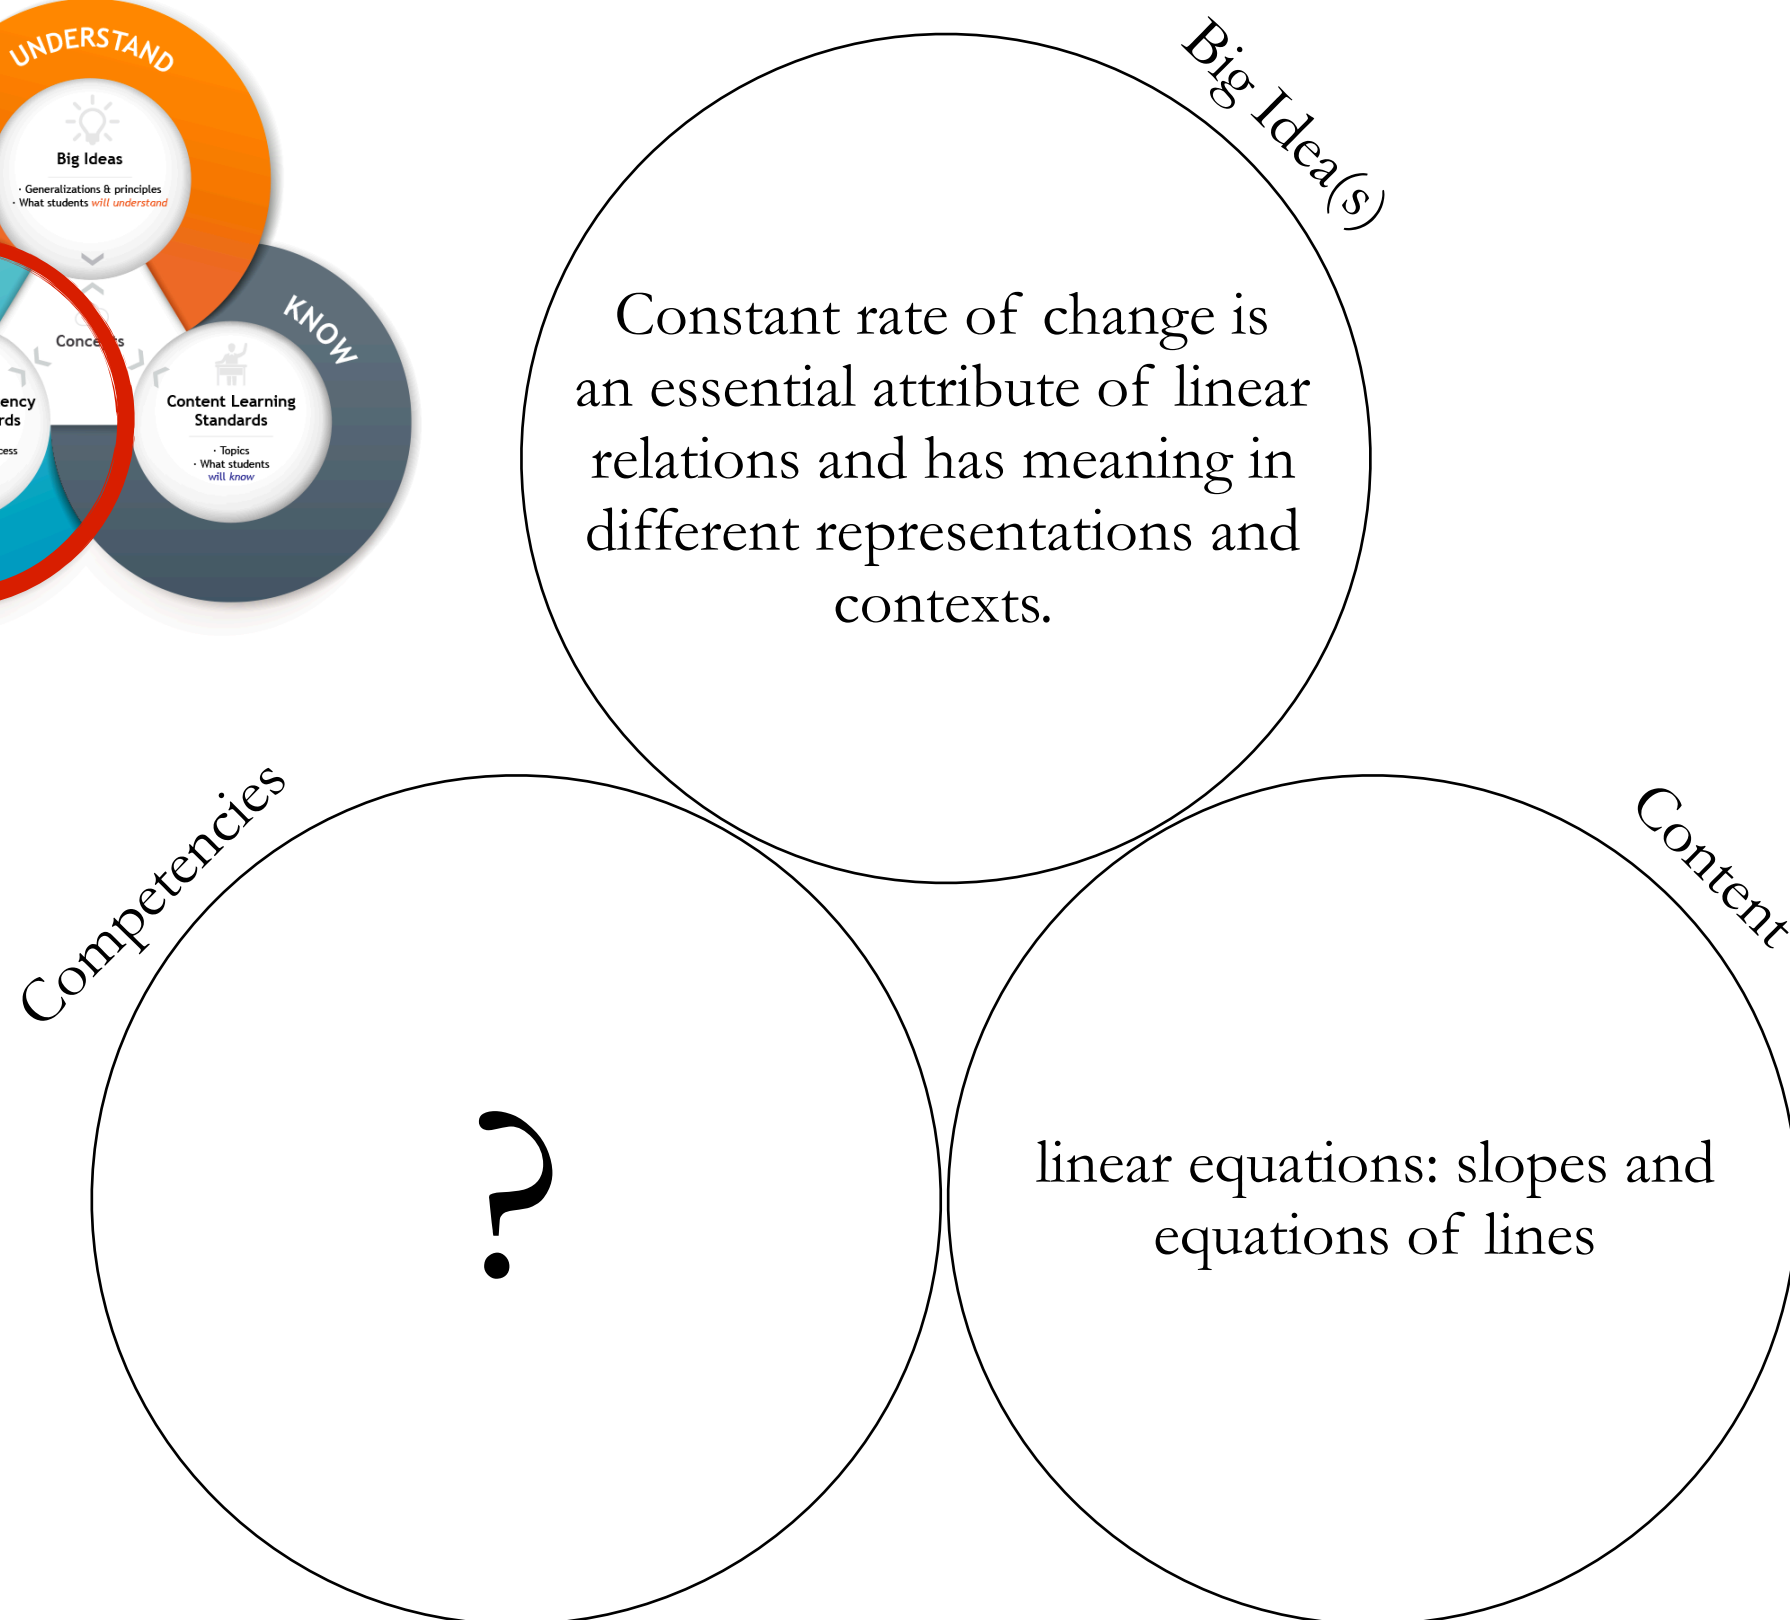 UNDERSTAND
Big Ideas
· Generalizations & principles
· What students will understand
KNOW
Content Learning
Standards
· Topics
· What students
will know
Big Idea(s)
Constant rate of change is
an essential attribute of linear
relations and has meaning in
different representations and
contexts.
Competencies
?
Content
linear equations: slopes and
equations of lines